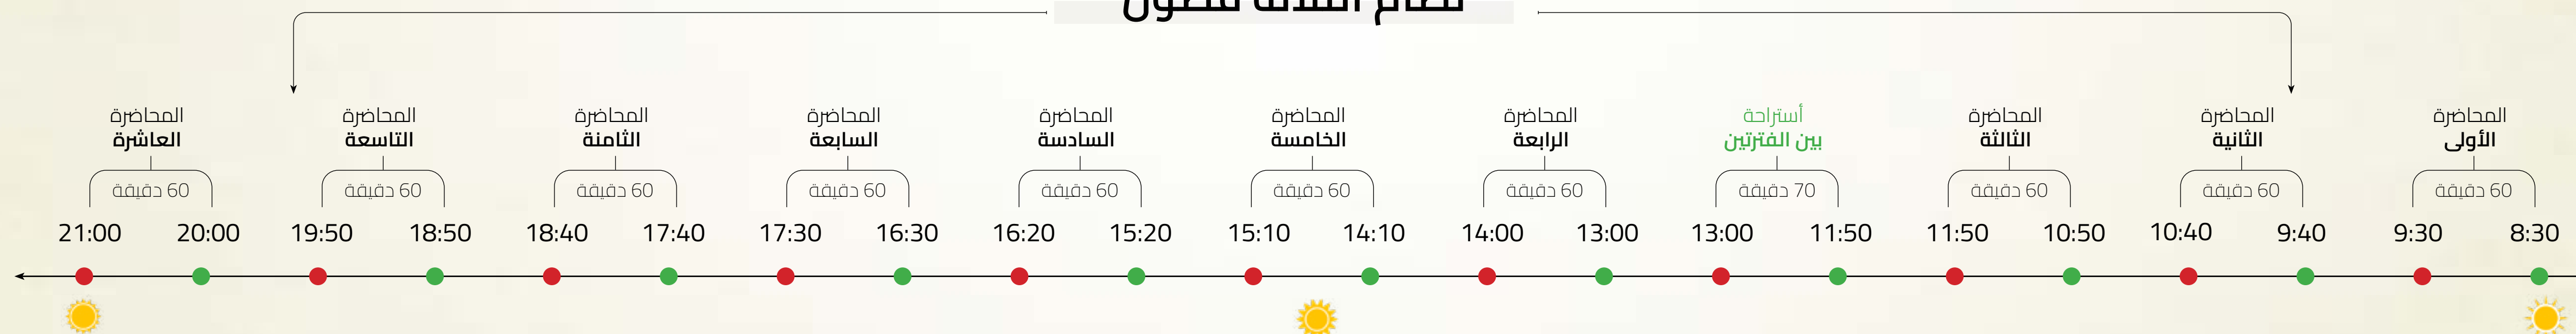 المحاضرة
الأولى
60 دقيقة
8:30
9:30
المحاضرة
الثانية
60 دقيقة
9:40
10:40
المحاضرة
الثالثة
60 دقيقة
10:50
11:50
أستراحة
بين الفترتين
70 دقيقة
11:50
13:00
المحاضرة
الرابعة
60 دقيقة
13:00
14:00
المحاضرة
الخامسة
60 دقيقة
14:10
15:10
المحاضرة
السادسة
60 دقيقة
15:20
16:20
المحاضرة
السابعة
60 دقيقة
16:30
17:30
المحاضرة
الثامنة
60 دقيقة
17:40
18:40
المحاضرة
التاسعة
60 دقيقة
18:50
19:50
المحاضرة
العاشرة
60 دقيقة
20:00
21:00